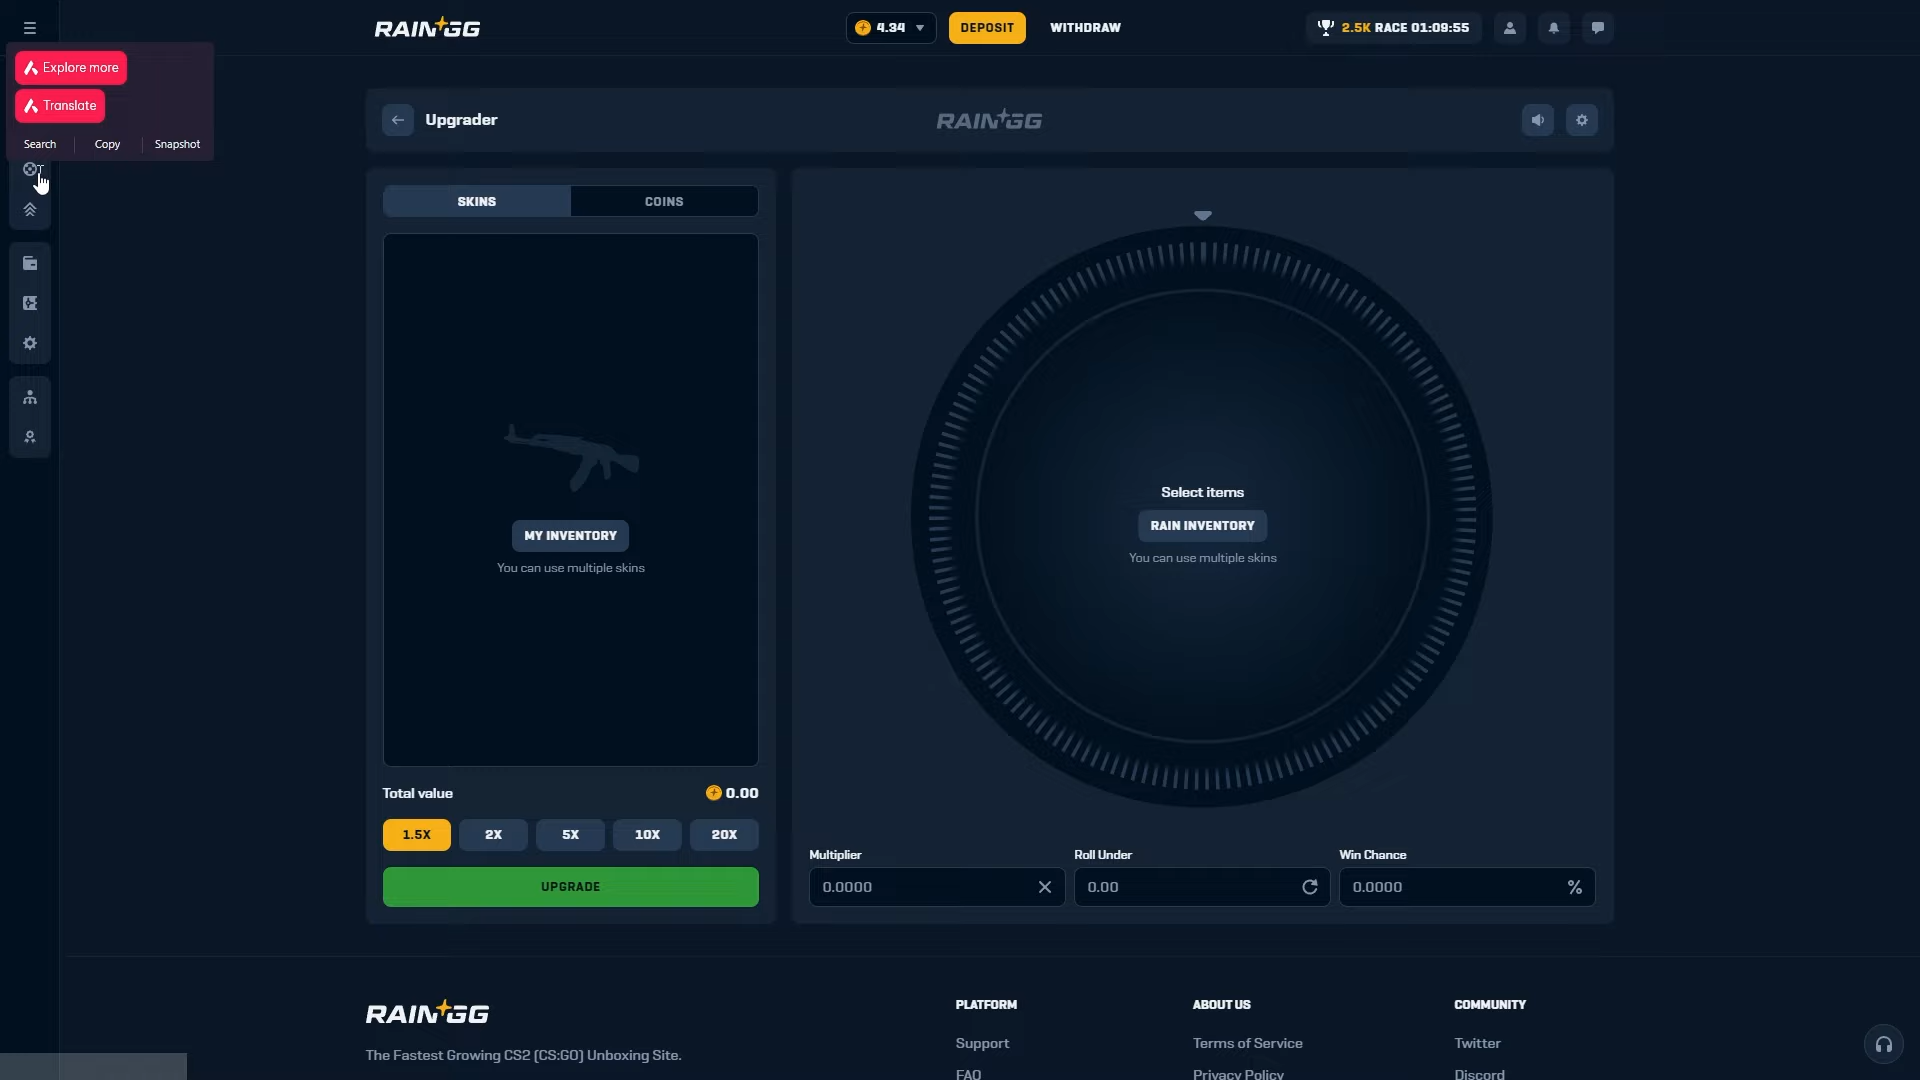 RAIN GG
4.34
DEPOSIT
WITHDRAW
2.5K RACE 01:09:55
Explore more
Translate
Search
Copy
Snapshot
Upgrader
RAIN GG
SKINS
COINS
MY INVENTORY
You can use multiple skins
Select items
RAIN INVENTORY
You can use multiple skins
Total value
0.00
1.5X
2X
5X
10X
20X
UPGRADE
Multiplier
Roll Under
Win Chance
0.0000
0.00
0.0000
%
RAIN GG
The Fastest Growing CS2 (CS:GO) Unboxing Site.
PLATFORM
Support
FAQ
ABOUT US
Terms of Service
Privacy Policy
COMMUNITY
Twitter
Discord